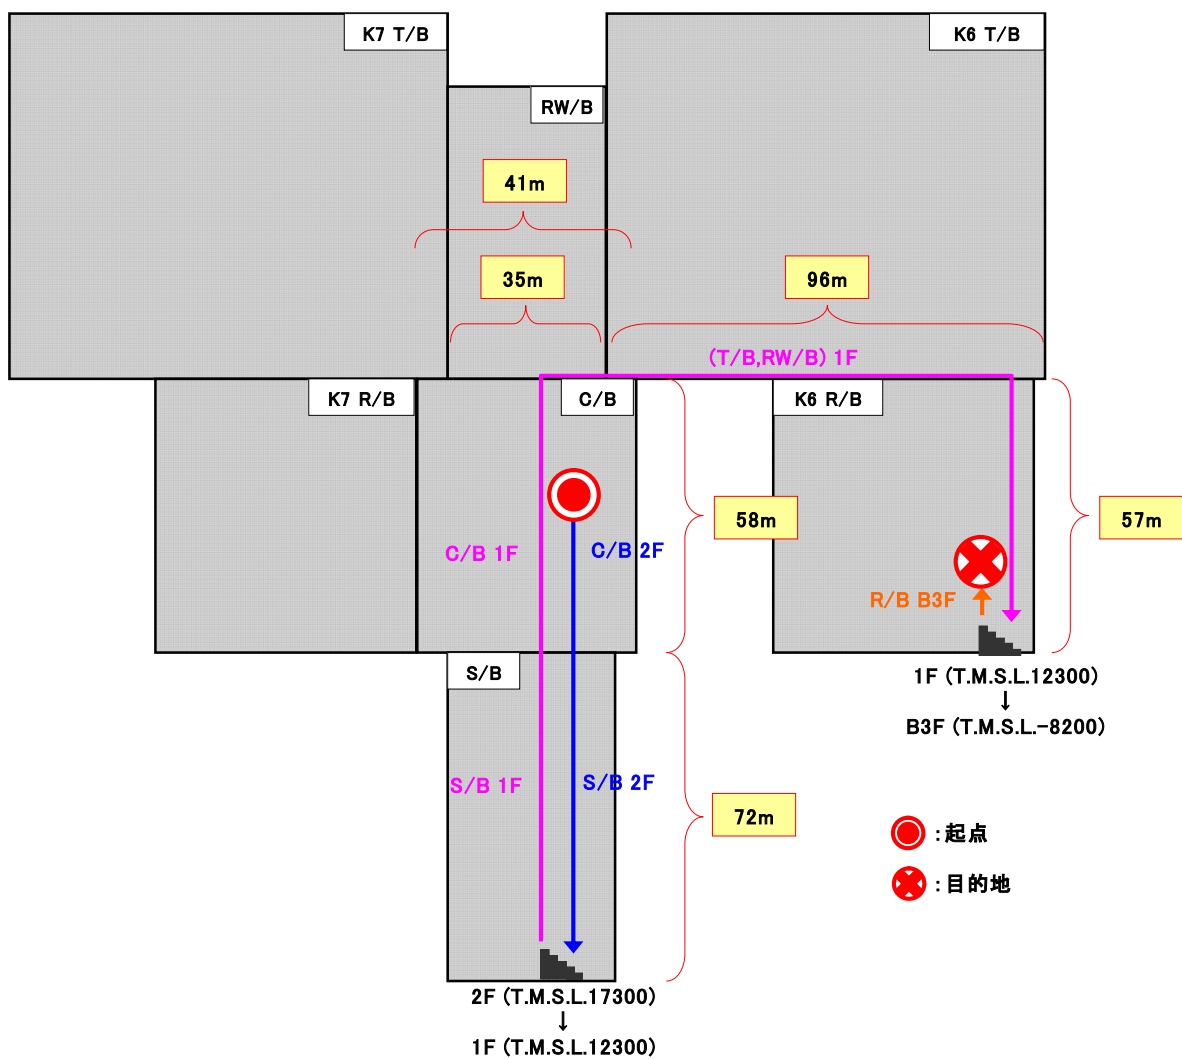 K7 T/B
K6 T/B
RW/B
41m
35m
96m
(T/B,RW/B) 1F
K7 R/B
C/B
K6 R/B
58m
57m
C/B 1F
C/B 2F
R/B B3F
S/B
1F (T.M.S.L.12300)
↓
B3F (T.M.S.L.-8200)
S/B 1F
S/B 2F
72m
:起点
:目的地
2F (T.M.S.L.17300)
↓
1F (T.M.S.L.12300)